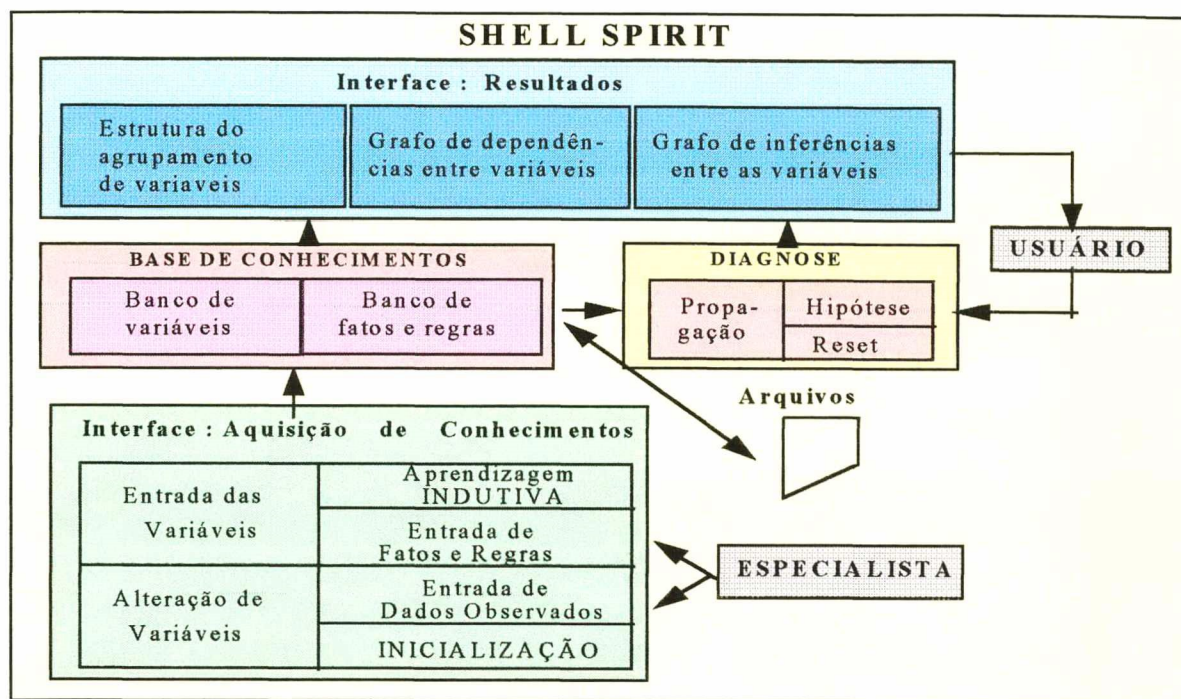 SHELL SPIRIT
Interface : Resultados
Estrutura do
agrupamento
de variaveis
Grafo de dependên-
cias entre variáveis
Grafo de inferências
entre as variáveis
BASE DE CONHECIMENTOS
Banco de
variáveis
Banco de
fatos e regras
DIAGNOSE
Propa-
gação
Hipótese
Reset
USUÁRIO
Arquivos
Interface : Aquisição de Conhecimentos
Entrada das
Variáveis
Aprendizagem
INDUTIVA
Entrada de
Fatos e Regras
Alteração de
Variáveis
Entrada de
Dados Observados
INICIALIZAÇÃO
ESPECIALISTA